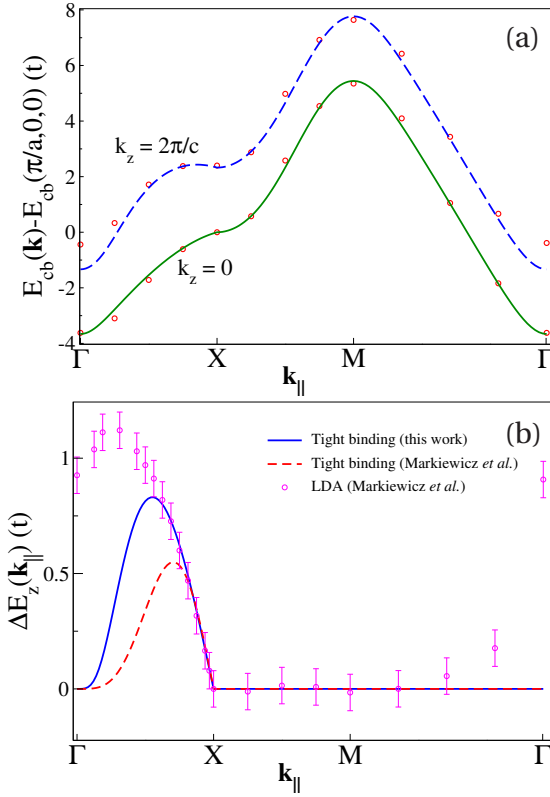 8
(a)
6
4
2
0
-2
-4
E_cb(k)-E_cb(π/a,0,0) (t)
k_z = 2π/c
k_z = 0
Γ X M Γ
k_||
(b)
Tight binding (this work)
Tight binding (Markiewicz et al.)
LDA (Markiewicz et al.)
1
0.5
0
ΔE_z(k_||) (t)
Γ X M Γ
k_||